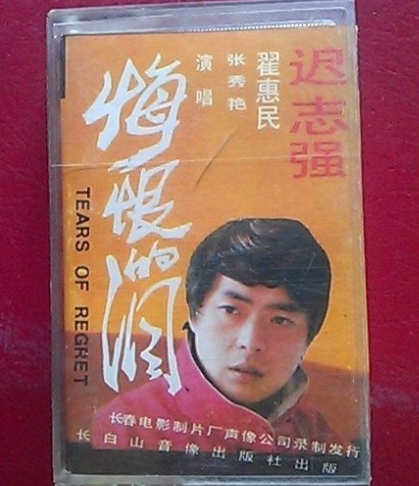 迟志强
翟惠民
张秀艳
演唱
悔恨的泪
TEARS OF REGRET
长春电影制片厂声像公司录制发行
长白山音像出版社出版